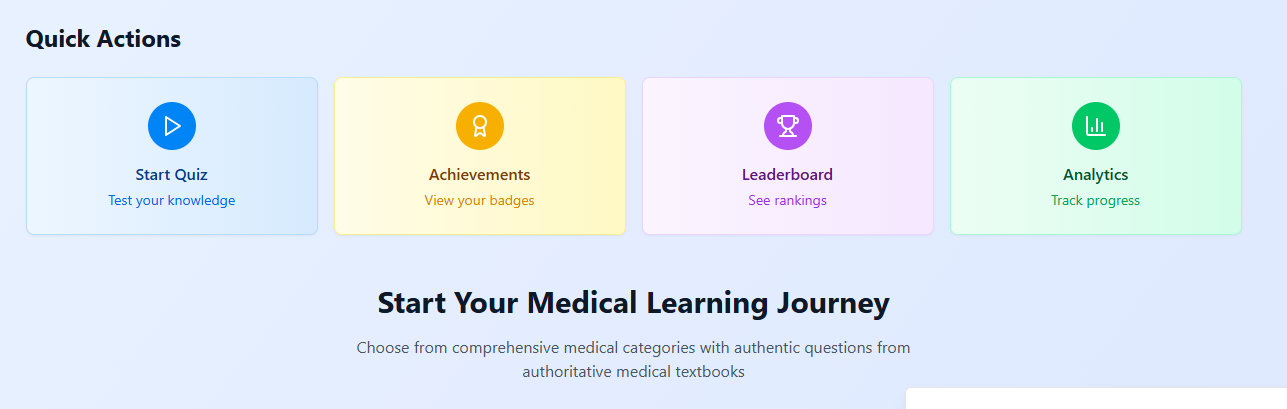 Quick Actions
Start Quiz
Test your knowledge
Achievements
View your badges
Leaderboard
See rankings
Analytics
Track progress
Start Your Medical Learning Journey
Choose from comprehensive medical categories with authentic questions from
authoritative medical textbooks